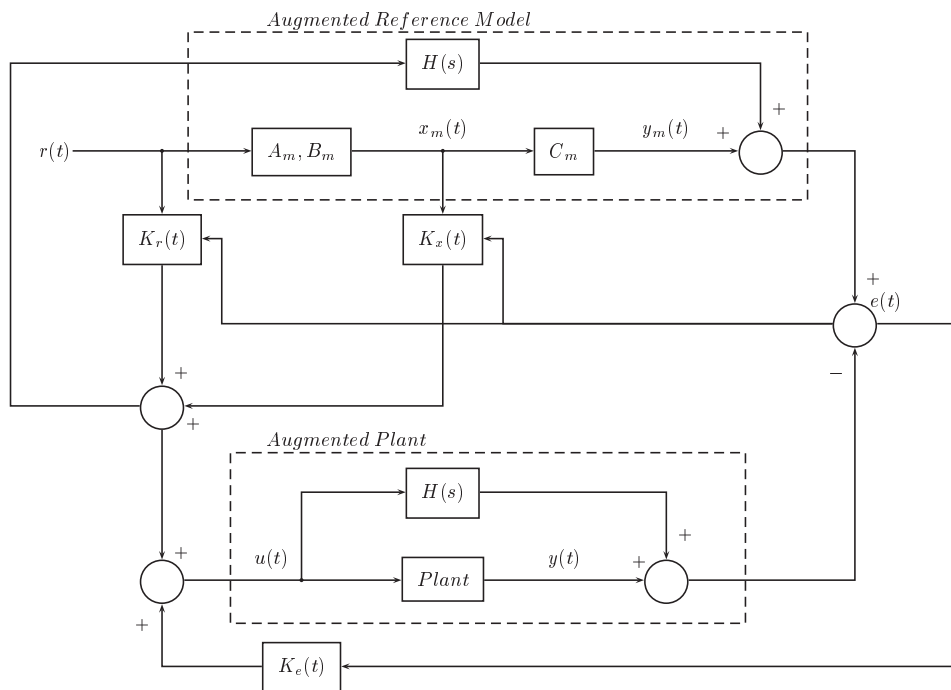 Augmented Reference Model
H(s)
+
r(t)
A_m, B_m
x_m(t)
C_m
y_m(t)
+
K_r(t)
K_x(t)
+
e(t)
+
−
+
Augmented Plant
H(s)
+
+
u(t)
Plant
y(t)
+
+
K_e(t)